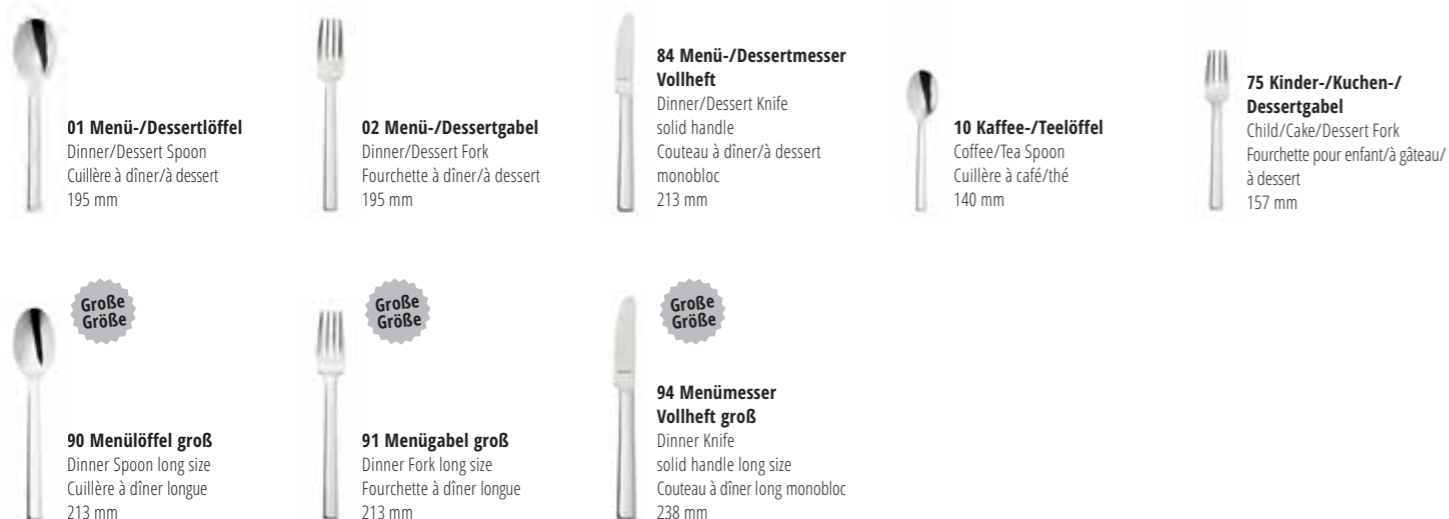 01 Menü-/Dessertlöffel
Dinner/Dessert Spoon
Cuillère à dîner/à dessert
195 mm
02 Menü-/Dessertgabel
Dinner/Dessert Fork
Fourchette à dîner/à dessert
195 mm
84 Menü-/Dessertmesser
Vollheft
Dinner/Dessert Knife
solid handle
Couteau à dîner/à dessert
monobloc
213 mm
10 Kaffee-/Teelöffel
Coffee/Tea Spoon
Cuillère à café/thé
140 mm
75 Kinder-/Kuchen-/
Dessertgabel
Child/Cake/Dessert Fork
Fourchette pour enfant/à gâteau/
à dessert
157 mm
Große
Größe
90 Menülöffel groß
Dinner Spoon long size
Cuillère à dîner longue
213 mm
Große
Größe
91 Menügabel groß
Dinner Fork long size
Fourchette à dîner longue
213 mm
Große
Größe
94 Menümesser
Vollheft groß
Dinner Knife
solid handle long size
Couteau à dîner long monobloc
238 mm